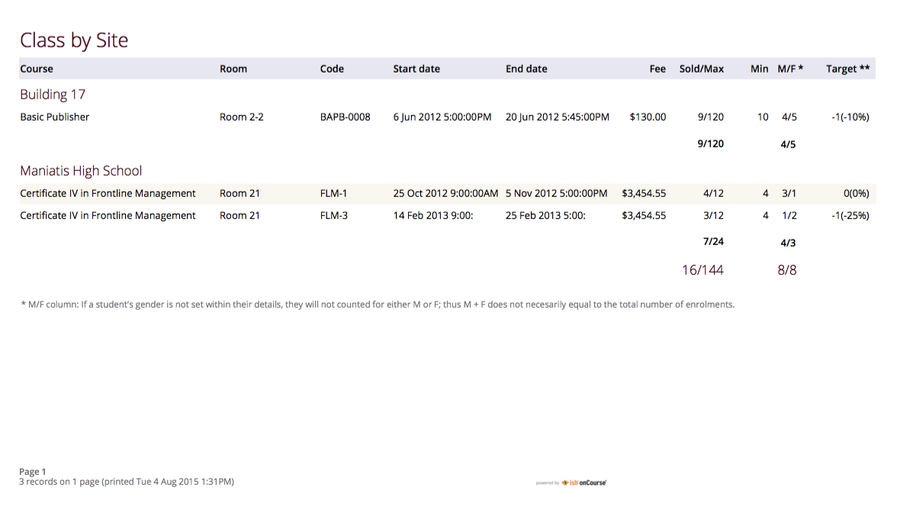 Class by Site
Course Room Code Start date End date Fee Sold/Max Min M/F * Target **
Building 17
Basic Publisher Room 2-2 BAPB-0008 6 Jun 2012 5:00:00PM 20 Jun 2012 5:45:00PM $130.00 9/120 10 4/5 -1(-10%)
9/120 4/5
Maniatis High School
Certificate IV in Frontline Management Room 21 FLM-1 25 Oct 2012 9:00:00AM 5 Nov 2012 5:00:00PM $3,454.55 4/12 4 3/1 0(0%)
Certificate IV in Frontline Management Room 21 FLM-3 14 Feb 2013 9:00: 25 Feb 2013 5:00: $3,454.55 3/12 4 1/2 -1(-25%)
7/24 4/3
16/144 8/8
* M/F column: If a student's gender is not set within their details, they will not counted for either M or F; thus M + F does not necesarily equal to the total number of enrolments.
Page 1
3 records on 1 page (printed Tue 4 Aug 2015 1:31PM)
powered by ish onCourse